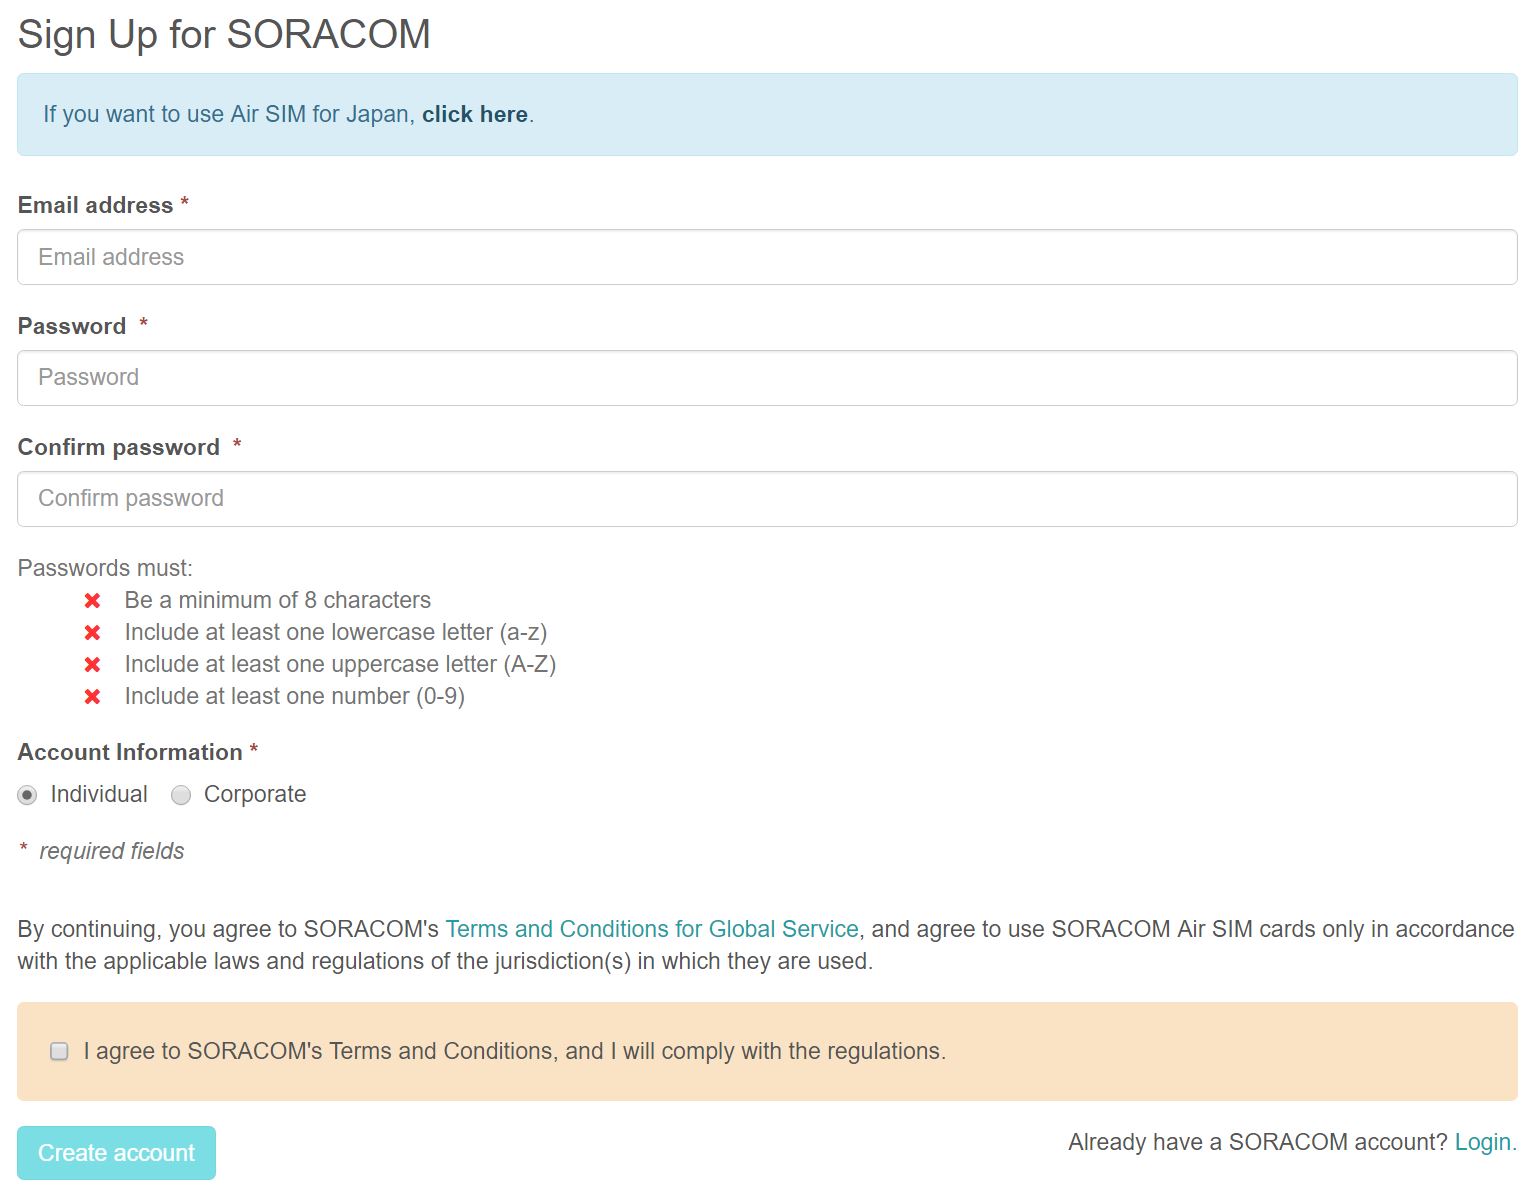 Sign Up for SORACOM
If you want to use Air SIM for Japan, click here.
Email address *
Email address
Password *
Password
Confirm password *
Confirm password
Passwords must:
✖ Be a minimum of 8 characters
✖ Include at least one lowercase letter (a-z)
✖ Include at least one uppercase letter (A-Z)
✖ Include at least one number (0-9)
Account Information *
Individual Corporate
* required fields
By continuing, you agree to SORACOM's Terms and Conditions for Global Service, and agree to use SORACOM Air SIM cards only in accordance
with the applicable laws and regulations of the jurisdiction(s) in which they are used.
I agree to SORACOM's Terms and Conditions, and I will comply with the regulations.
Create account
Already have a SORACOM account? Login.